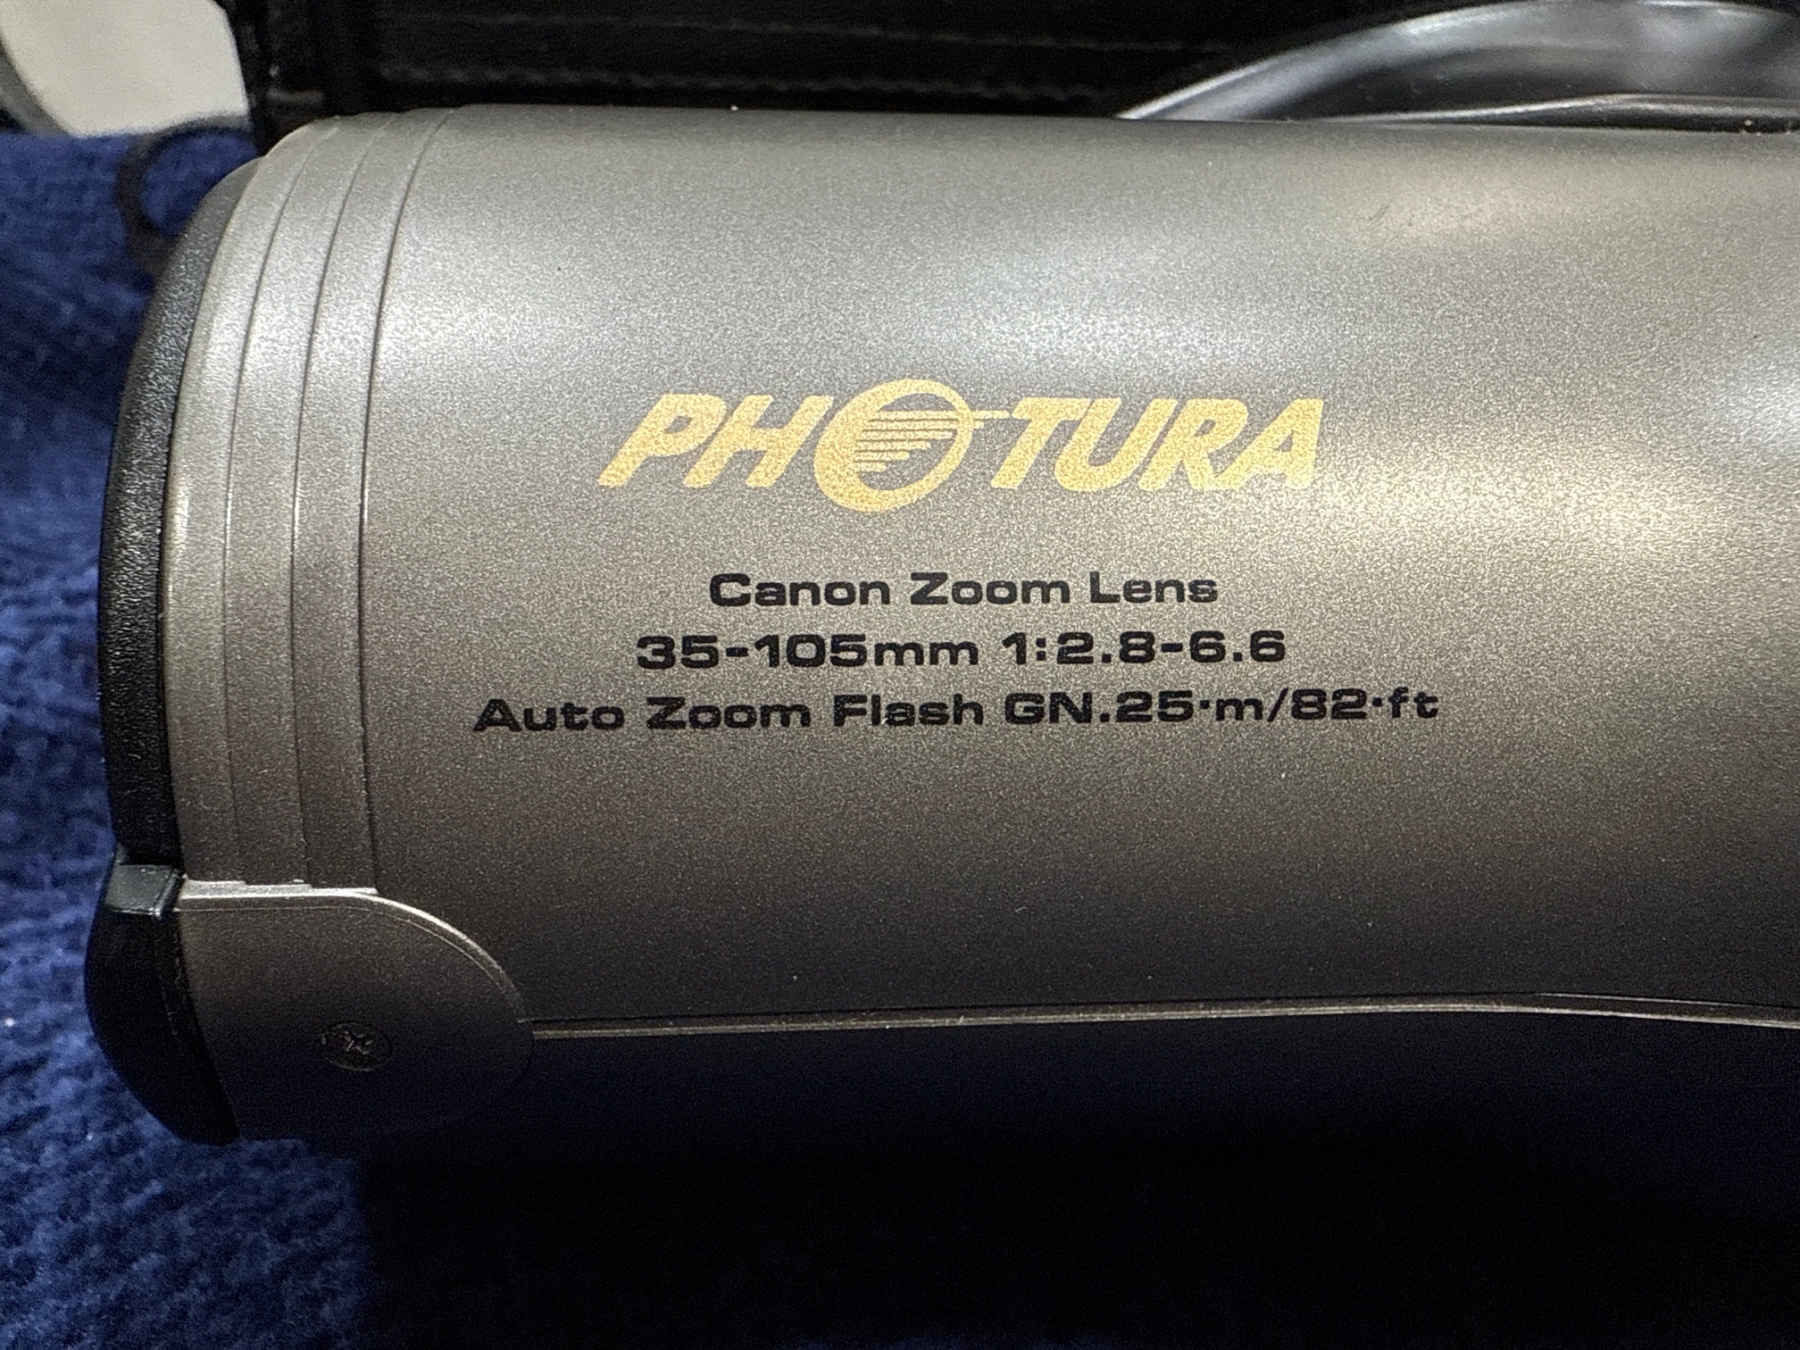 PHOTURA
Canon Zoom Lens
35-105mm 1:2.8-6.6
Auto Zoom Flash GN.25·m/82·ft